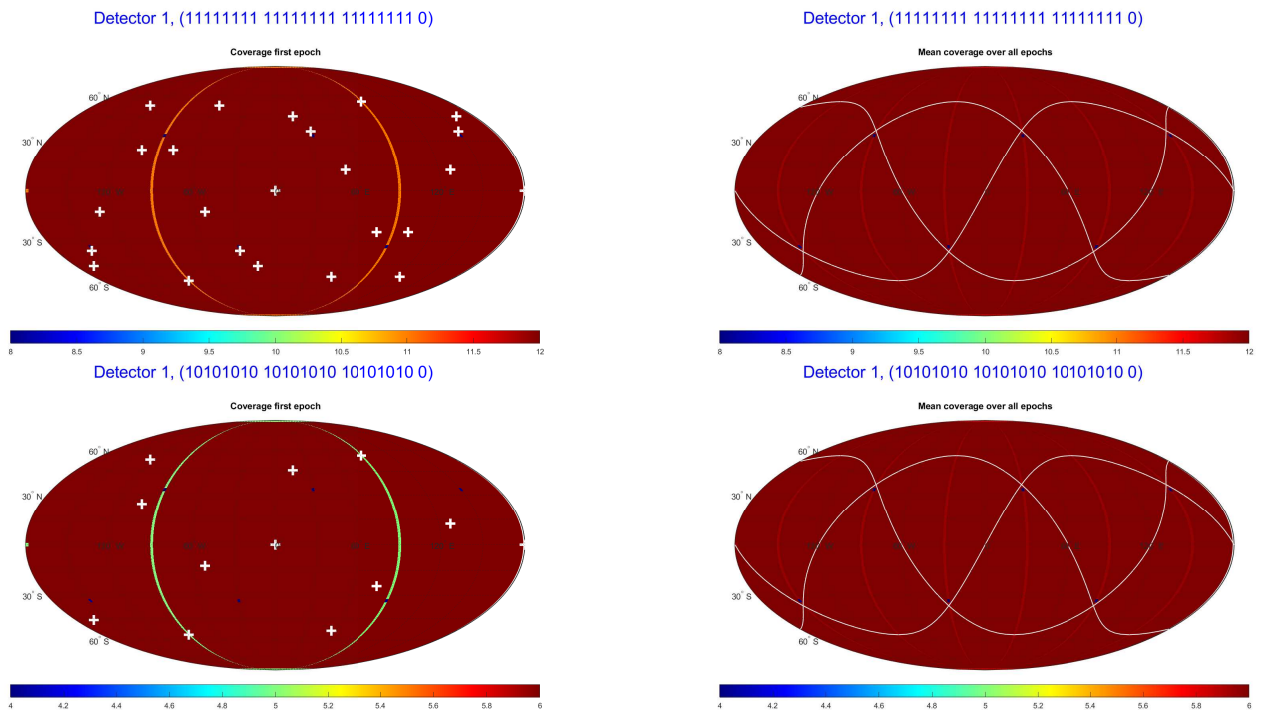 Detector 1, (11111111 11111111 11111111 0)
Coverage first epoch
60° N
30° N
30° S
60° S
8 8.5 9 9.5 10 10.5 11 11.5 12
Detector 1, (11111111 11111111 11111111 0)
Mean coverage over all epochs
60° N
30° N
30° S
60° S
8 8.5 9 9.5 10 10.5 11 11.5 12
Detector 1, (10101010 10101010 10101010 0)
Coverage first epoch
60° N
30° N
30° S
60° S
4 4.2 4.4 4.6 4.8 5 5.2 5.4 5.6 5.8 6
Detector 1, (10101010 10101010 10101010 0)
Mean coverage over all epochs
60° N
30° N
30° S
60° S
4 4.2 4.4 4.6 4.8 5 5.2 5.4 5.6 5.8 6